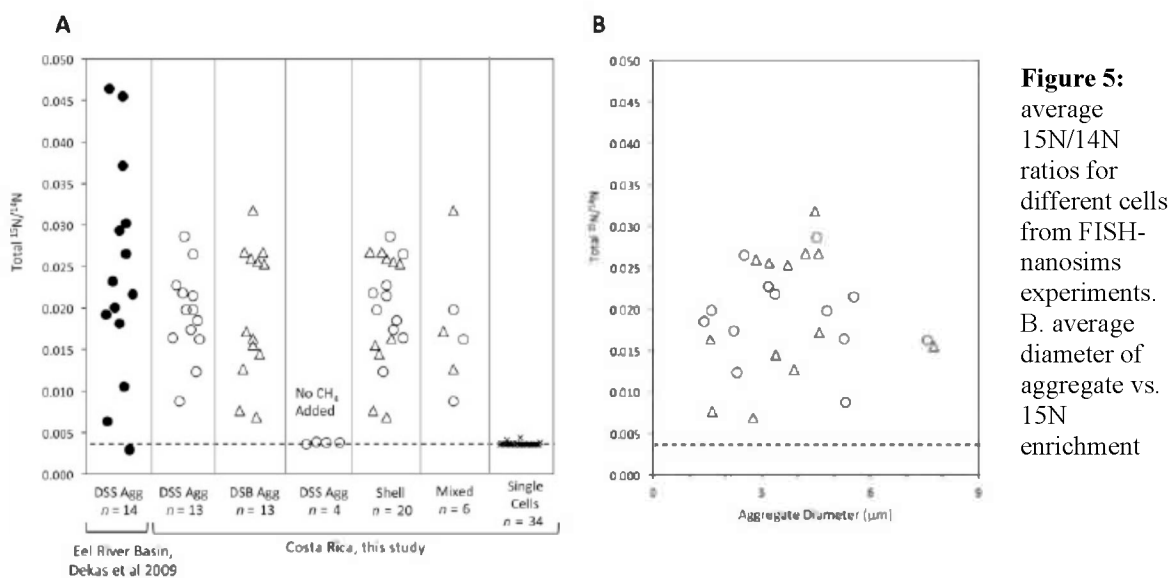 A
0.050
0.045
0.040
0.035
0.030
0.025
0.020
0.015
0.010
0.005
0.000
Total ¹⁵N/¹⁴N
No CH₄
Added
DSS Agg
n = 14
DSS Agg
n = 13
DSB Agg
n = 13
DSS Agg
n = 4
Shell
n = 20
Mixed
n = 6
Single
Cells
n = 34
Eel River Basin,
Dekas et al 2009
Costa Rica, this study
B
0.050
0.045
0.040
0.035
0.030
0.025
0.020
0.015
0.010
0.005
0.000
Total ¹⁵N/¹⁴N
0
3
6
9
Aggregate Diameter (μm)
Figure 5:
average
15N/14N
ratios for
different cells
from FISH-
nanosims
experiments.
B. average
diameter of
aggregate vs.
15N
enrichment